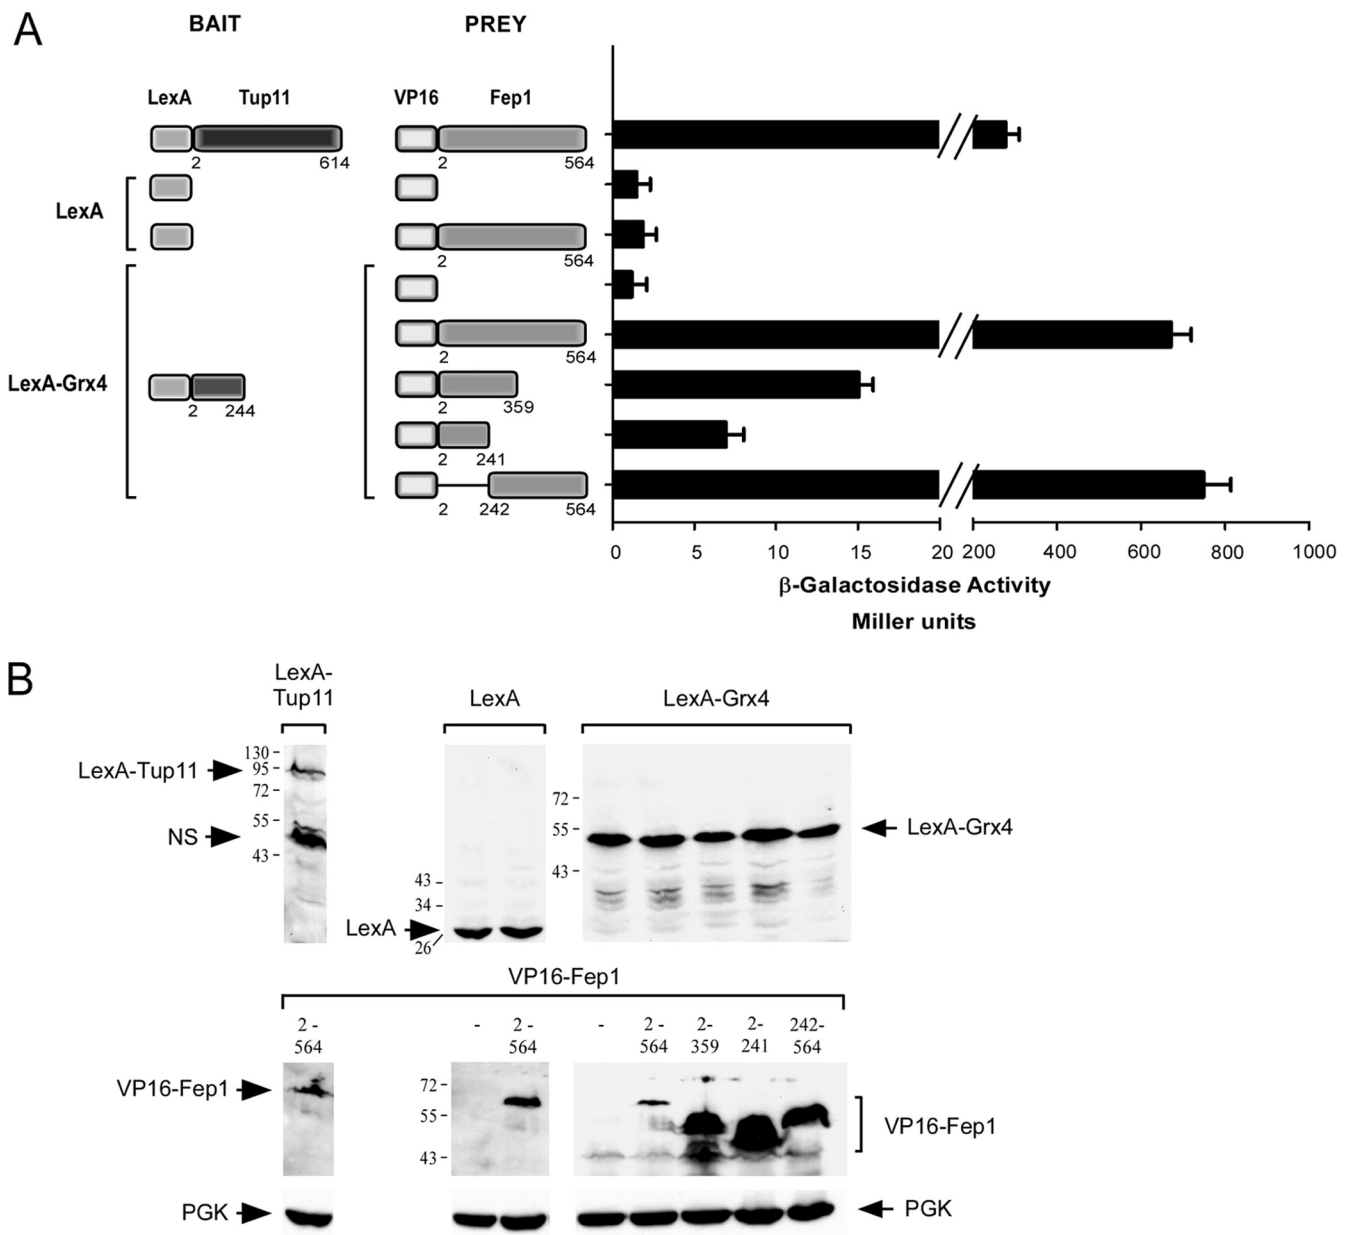 A
BAIT PREY
LexA Tup11 VP16 Fep1
2 614 2 564
LexA
2 564
LexA-Grx4
2 564
2 244 2 359
2 241
2 242 564
0 5 10 15 20 200 400 600 800 1000
β-Galactosidase Activity
Miller units
B
LexA-
Tup11
LexA
LexA-Grx4
LexA-Tup11
NS
130 -
95 -
72 -
55 -
43 -
LexA
43 -
34 -
26
72 -
55 -
43 -
LexA-Grx4
VP16-Fep1
2 - - 2 - - 2 - 2- 2- 242-
564 564 564 359 241 564
VP16-Fep1
72 -
55 -
43 -
VP16-Fep1
PGK
PGK